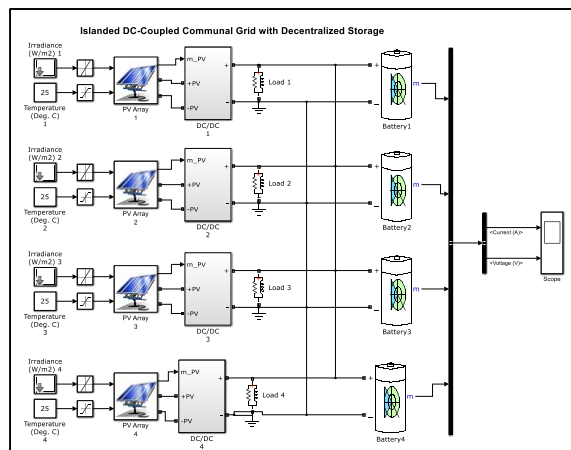 Islanded DC-Coupled Communal Grid with Decentralized Storage
Irradiance
(W/m2) 1
25
Temperature
(Deg. C)
1
PV Array
1
m_PV
+PV
-PV
+
−
DC/DC
1
Load 1
+
−
m
Battery1
Irradiance
(W/m2) 2
25
Temperature
(Deg. C)
2
PV Array
2
m_PV
+PV
-PV
+
−
DC/DC
2
Load 2
+
−
m
Battery2
<Current (A)>
<Voltage (V)>
Scope
Irradiance
(W/m2) 3
25
Temperature
(Deg. C)
3
PV Array
3
m_PV
+PV
-PV
+
−
DC/DC
3
Load 3
+
−
m
Battery3
Irradiance
(W/m2) 4
25
Temperature
(Deg. C)
4
PV Array
4
m_PV
+PV
-PV
+
−
DC/DC
4
Load 4
+
−
m
Battery4